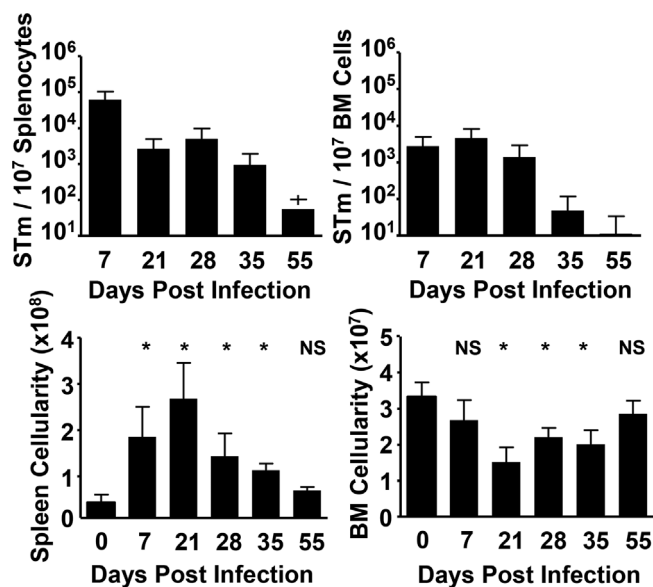 STm / 10⁷ Splenocytes
10⁶
10⁵
10⁴
10³
10²
10¹
7 21 28 35 55
Days Post Infection
STm / 10⁷ BM Cells
10⁶
10⁵
10⁴
10³
10²
10¹
7 21 28 35 55
Days Post Infection
Spleen Cellularity (x10⁸)
4
3
2
1
0
* * * * NS
0 7 21 28 35 55
Days Post Infection
BM Cellularity (x10⁷)
5
4
3
2
1
0
NS * * * NS
0 7 21 28 35 55
Days Post Infection